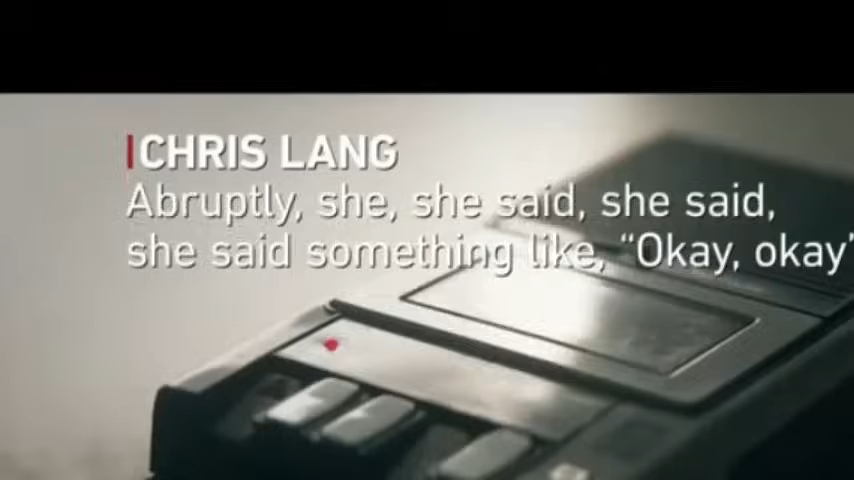 CHRIS LANG
Abruptly, she, she said, she said,
she said something like, “Okay, okay”